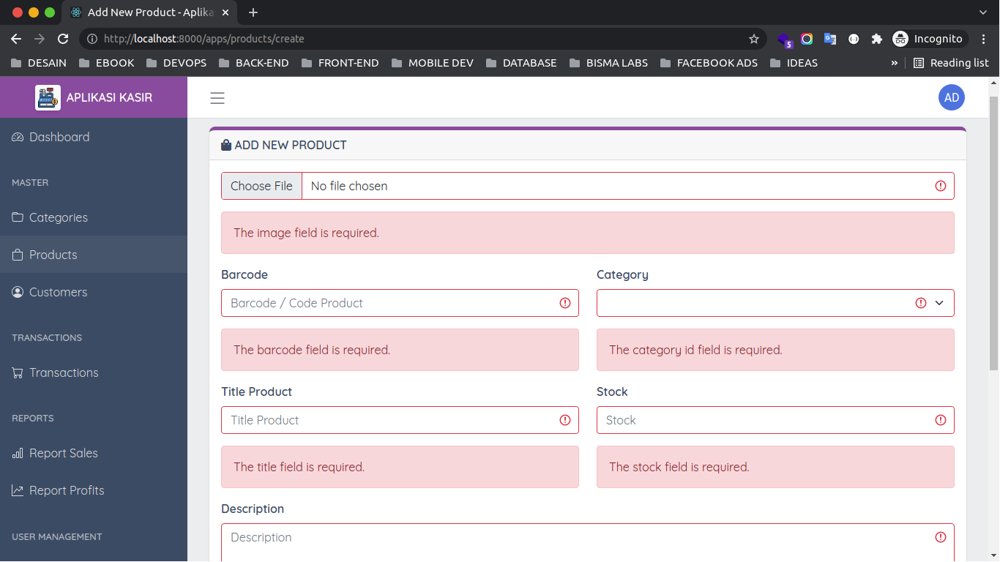 Add New Product - Aplika
http://localhost:8000/apps/products/create
5
Incognito
DESAIN
EBOOK
DEVOPS
BACK-END
FRONT-END
MOBILE DEV
DATABASE
BISMA LABS
FACEBOOK ADS
IDEAS
»
Reading list
APLIKASI KASIR
AD
Dashboard
MASTER
Categories
Products
Customers
TRANSACTIONS
Transactions
REPORTS
Report Sales
Report Profits
USER MANAGEMENT
ADD NEW PRODUCT
Choose File No file chosen
The image field is required.
Barcode
Category
Barcode / Code Product
The barcode field is required.
The category id field is required.
Title Product
Stock
Title Product
Stock
The title field is required.
The stock field is required.
Description
Description